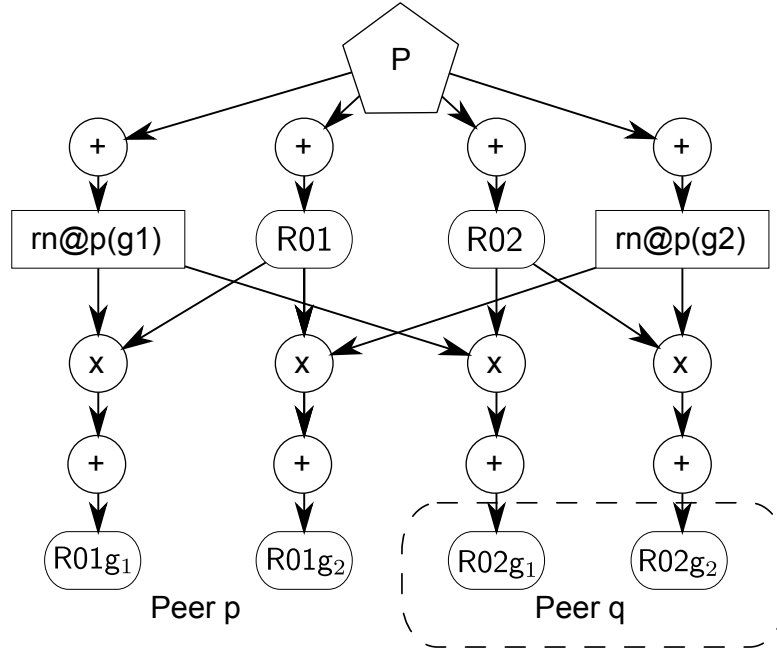 P
+ + + +
rn@p(g1) R01 R02 rn@p(g2)
x x x x
+ + + +
R01g₁ R01g₂ R02g₁ R02g₂
Peer p Peer q